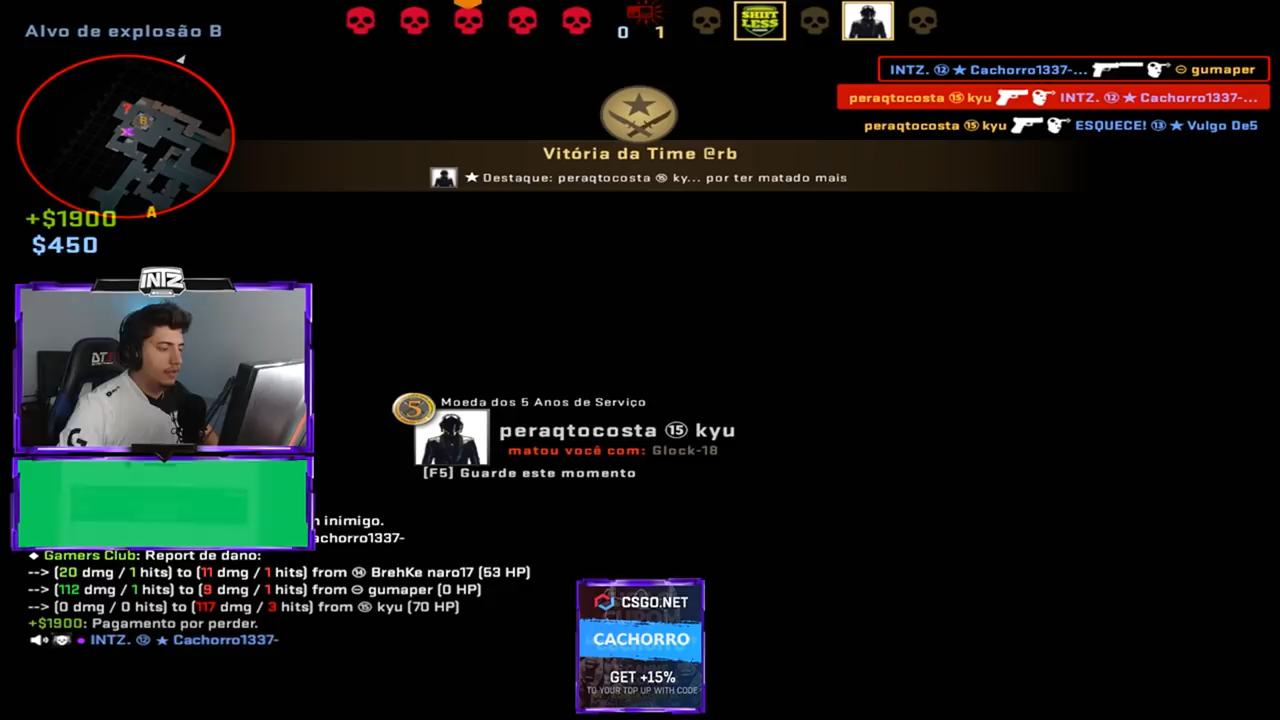 Alvo de explosão B
0 1
SHIFT
LESS
INTZ. ⑫ ★ Cachorro1337-... ⊖ gumaper
peraqtocosta ⑮ kyu INTZ. ⑫ ★ Cachorro1337-...
peraqtocosta ⑮ kyu ESQUECE! ⑬ ★ Vulgo De5
B
?
A
Vitória da Time @rb
★ Destaque: peraqtocosta ⑮ ky... por ter matado mais
+$1900
$450
INTZ
5 Moeda dos 5 Anos de Serviço
peraqtocosta ⑮ kyu
matou você com: Glock-18
[F5] Guarde este momento
inimigo.
achorro1337-
◆ Gamers Club: Report de dano:
--> (20 dmg / 1 hits) to (11 dmg / 1 hits) from ⑭ BrehKe naro17 (53 HP)
--> (112 dmg / 1 hits) to (9 dmg / 1 hits) from ⊖ gumaper (0 HP)
--> (0 dmg / 0 hits) to (117 dmg / 3 hits) from ⑮ kyu (70 HP)
+$1900: Pagamento por perder.
INTZ. ⑫ ★ Cachorro1337-
CSGO.NET
CACHORRO
GET +15%
TO YOUR TOP UP WITH CODE